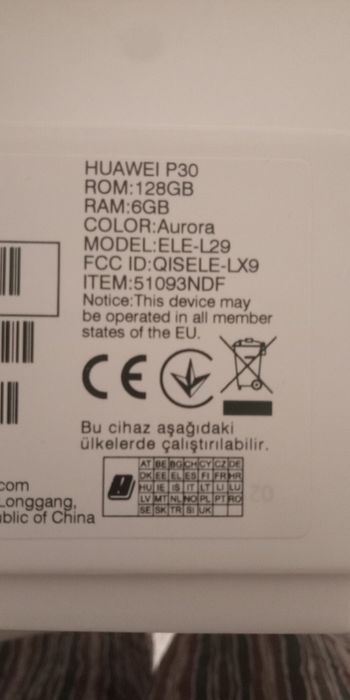 HUAWEI P30
ROM:128GB
RAM:6GB
COLOR:Aurora
MODEL:ELE-L29
FCC ID:QISELE-LX9
ITEM:51093NDF
Notice:This device may
be operated in all member
states of the EU.
CE
Bu cihaz aşağıdaki
ülkelerde çalıştırılabilir.
AT BE BG CH CY CZ DE
DK EE EL ES FI FR HR
HU IE IS IT LT LI LU
LV MT NL NO PL PT RO
SE SK TR SI UK
com
Longgang,
ublic of China